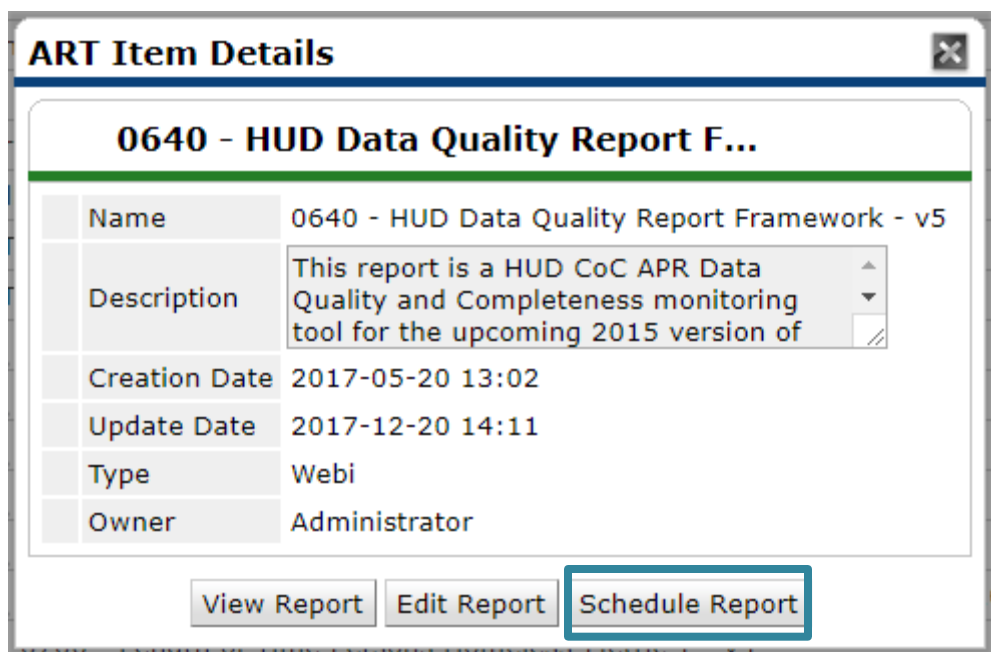 ART Item Details
0640 - HUD Data Quality Report F...
Name 0640 - HUD Data Quality Report Framework - v5
Description This report is a HUD CoC APR Data
Quality and Completeness monitoring
tool for the upcoming 2015 version of
Creation Date 2017-05-20 13:02
Update Date 2017-12-20 14:11
Type Webi
Owner Administrator
View Report Edit Report Schedule Report